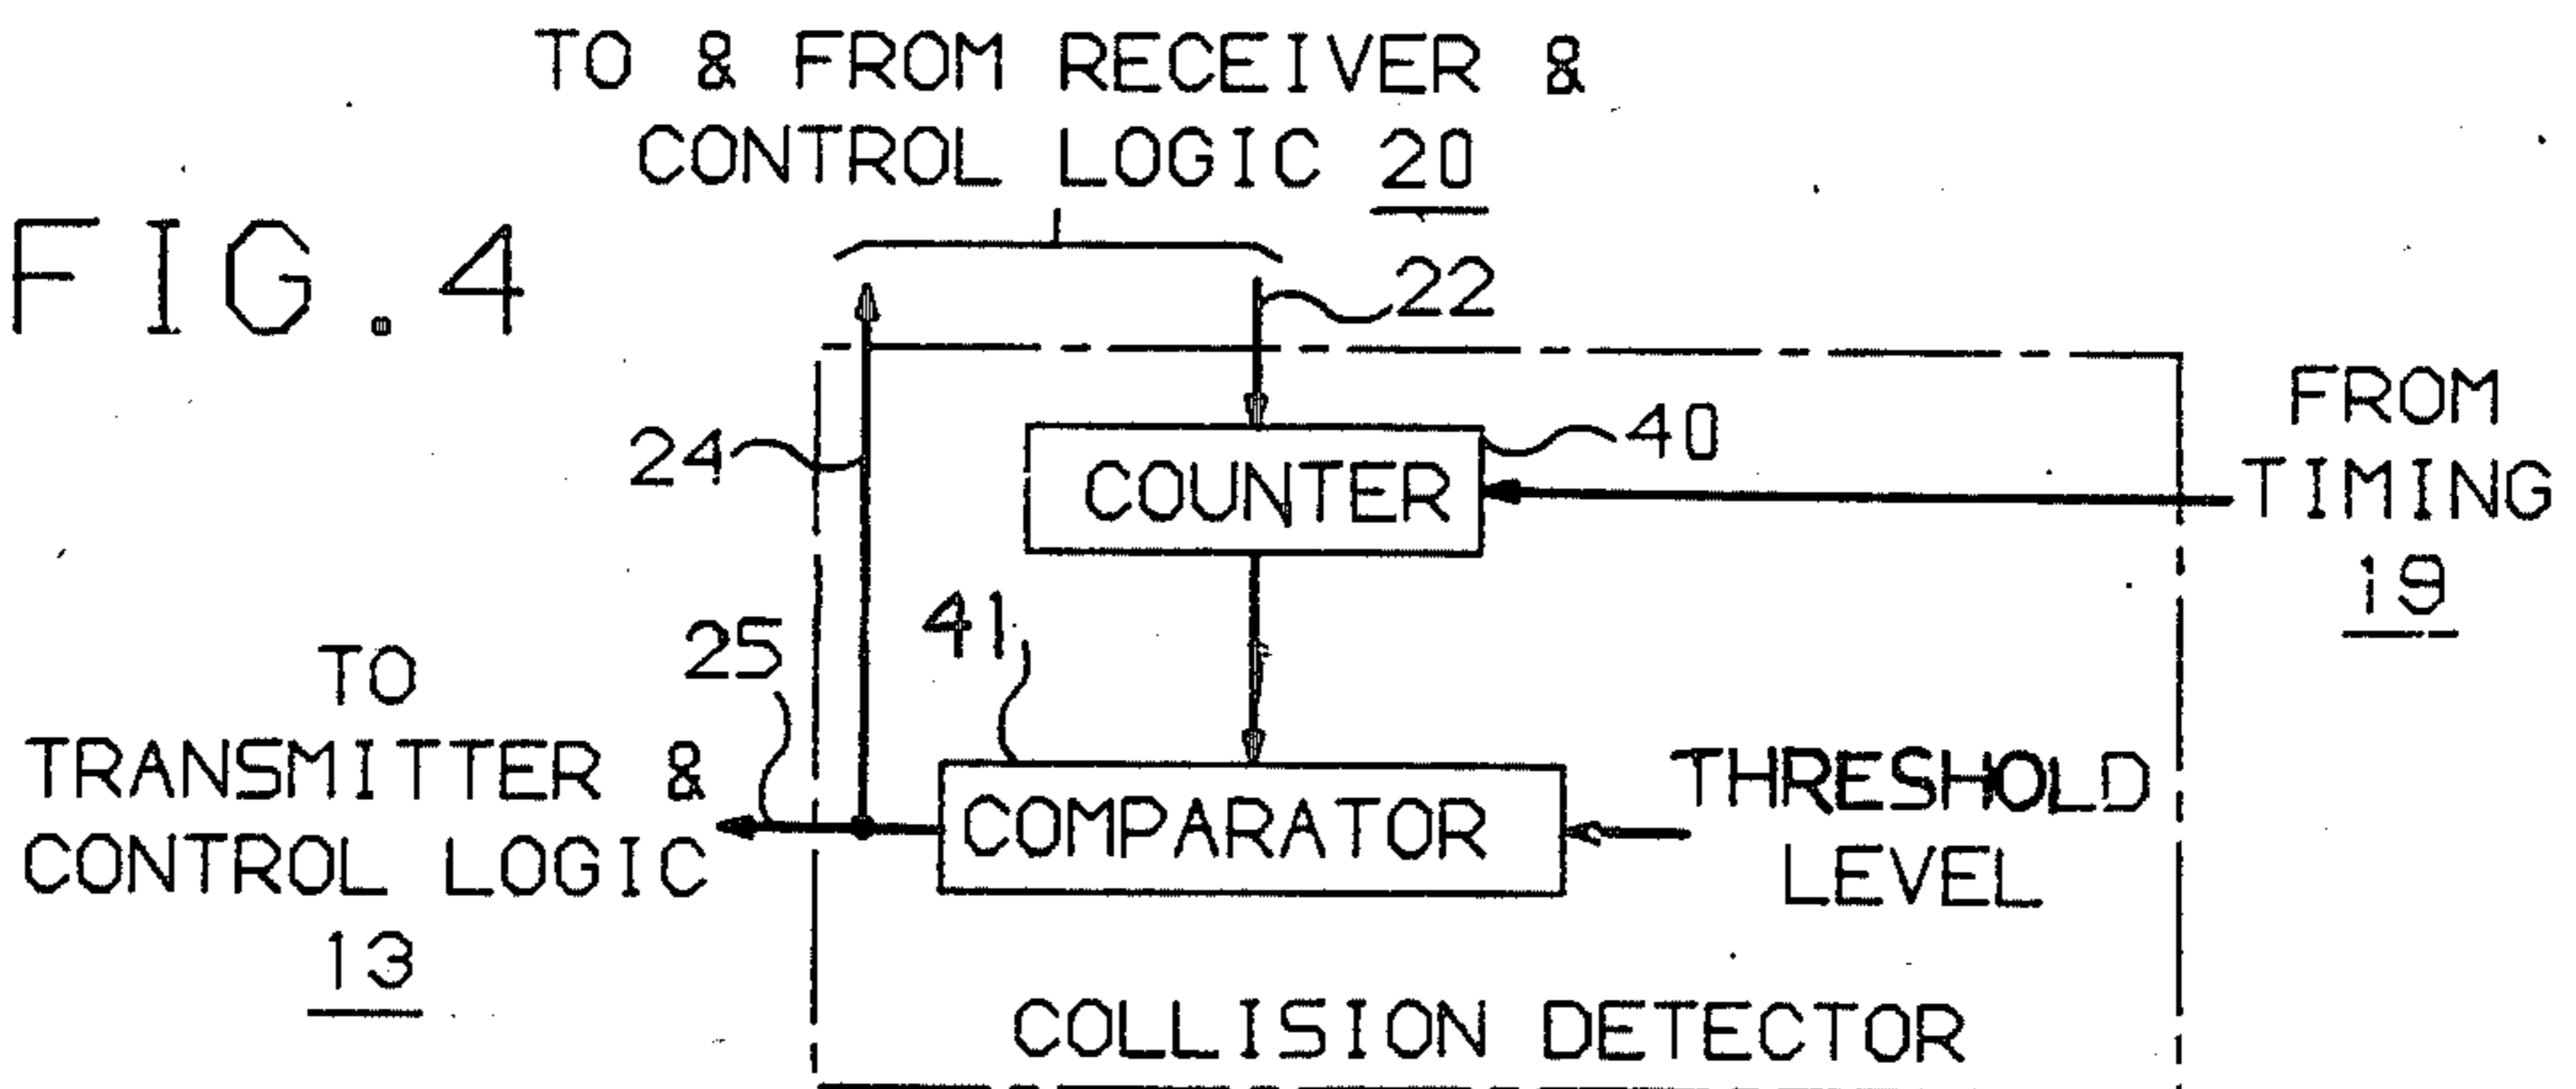 TO & FROM RECEIVER &
CONTROL LOGIC 20
FIG.4
22
24
COUNTER
40
FROM
TIMING
19
41
25
TO
TRANSMITTER &
CONTROL LOGIC
13
COMPARATOR
THRESHOLD
LEVEL
COLLISION DETECTOR